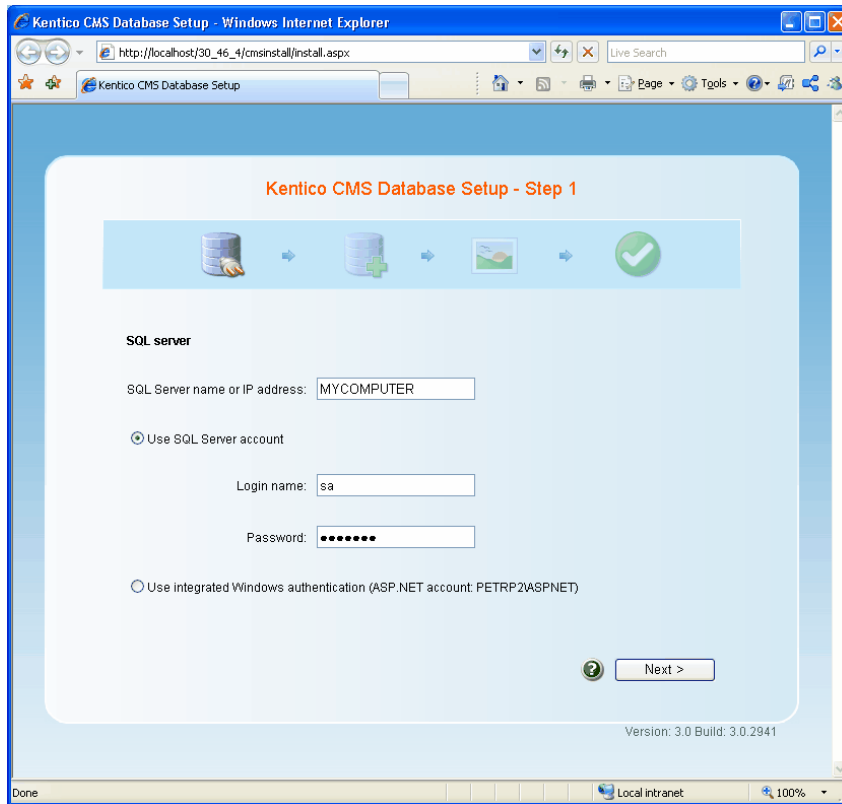 Kentico CMS Database Setup - Windows Internet Explorer
http://localhost/30_46_4/cmsinstall/install.aspx
Live Search
Kentico CMS Database Setup
Page
Tools
Kentico CMS Database Setup - Step 1
SQL server
SQL Server name or IP address: MYCOMPUTER
Use SQL Server account
Login name: sa
Password: •••••••
Use integrated Windows authentication (ASP.NET account: PETRP2\ASPNET)
Next >
Version: 3.0 Build: 3.0.2941
Done
Local intranet
100%